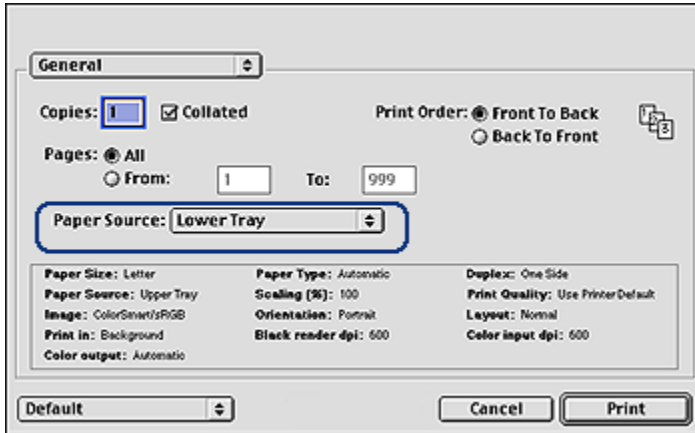 General
Copies: 1 Collated Print Order: Front To Back
Back To Front
Pages: All
From: 1 To: 999
Paper Source: Lower Tray
Paper Size: Letter Paper Type: Automatic Duplex: One Side
Paper Source: Upper Tray Scaling (%): 100 Print Quality: Use Printer Default
Image: ColorSmart/sRGB Orientation: Portrait Layout: Normal
Print in: Background Black render dpi: 600 Color input dpi: 600
Color output: Automatic
Default Cancel Print